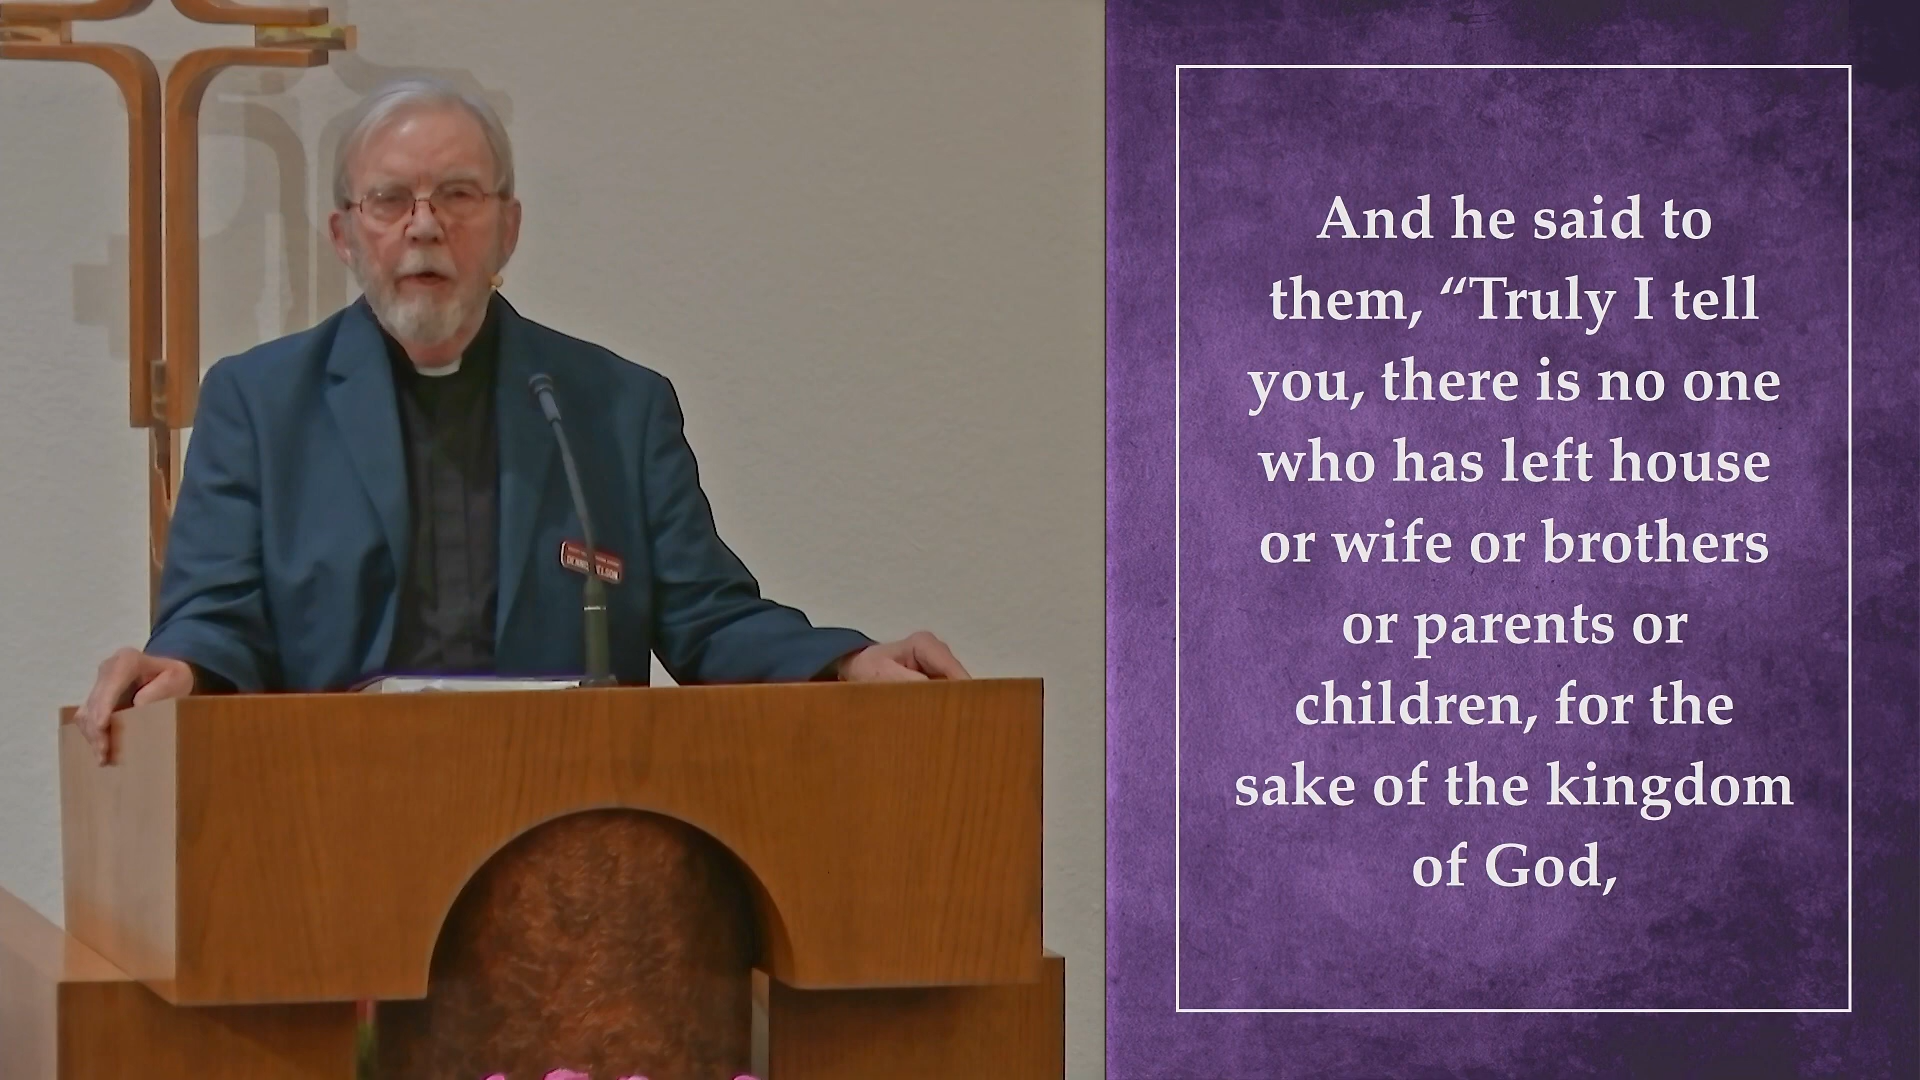 And he said to
them, “Truly I tell
you, there is no one
who has left house
or wife or brothers
or parents or
children, for the
sake of the kingdom
of God,
DENNIS